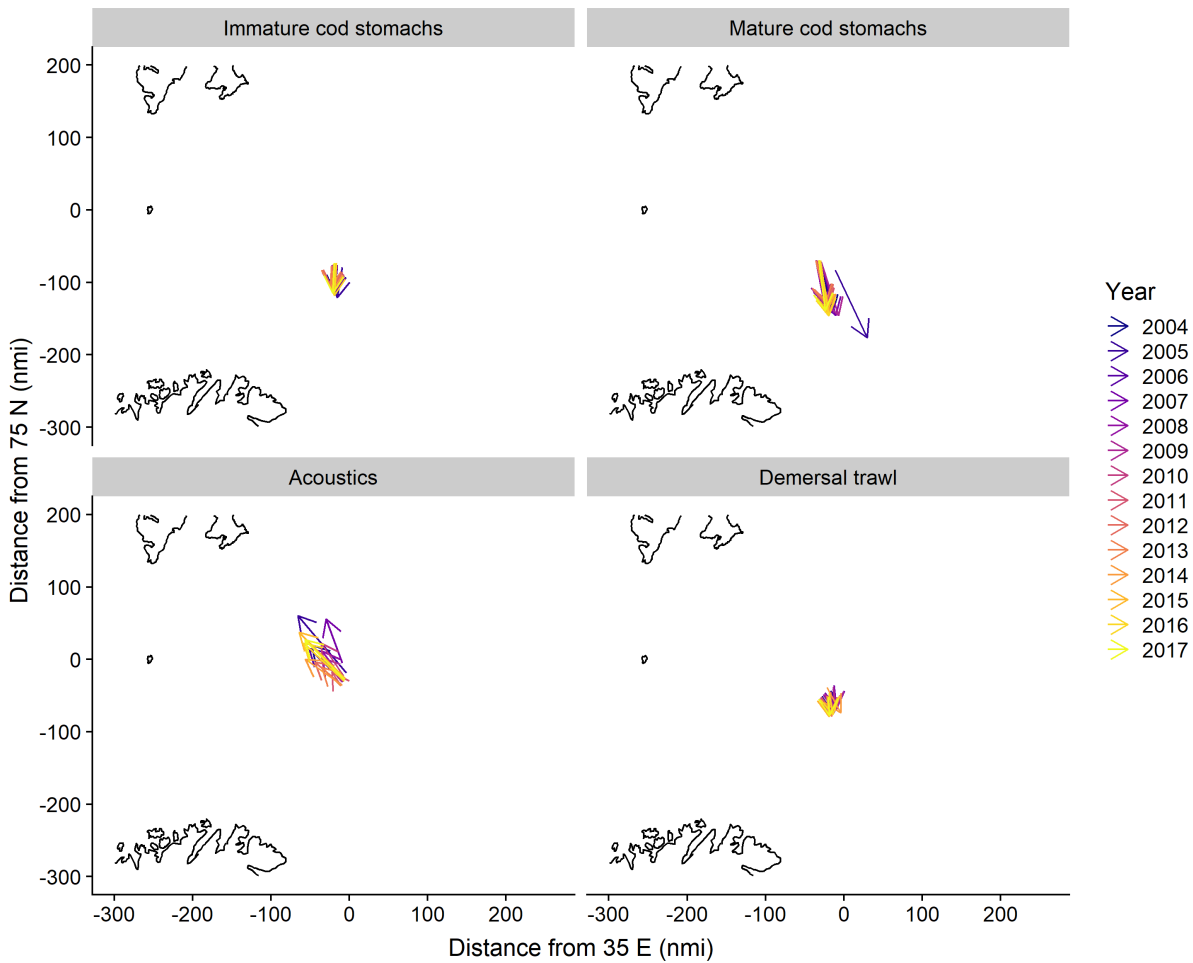 Immature cod stomachs
Mature cod stomachs
200
100
0
-100
-200
-300
Acoustics
Demersal trawl
200
100
0
-100
-200
-300
-300 -200 -100 0 100 200
-300 -200 -100 0 100 200
Distance from 35 E (nmi)
Distance from 75 N (nmi)
Year
2004
2005
2006
2007
2008
2009
2010
2011
2012
2013
2014
2015
2016
2017